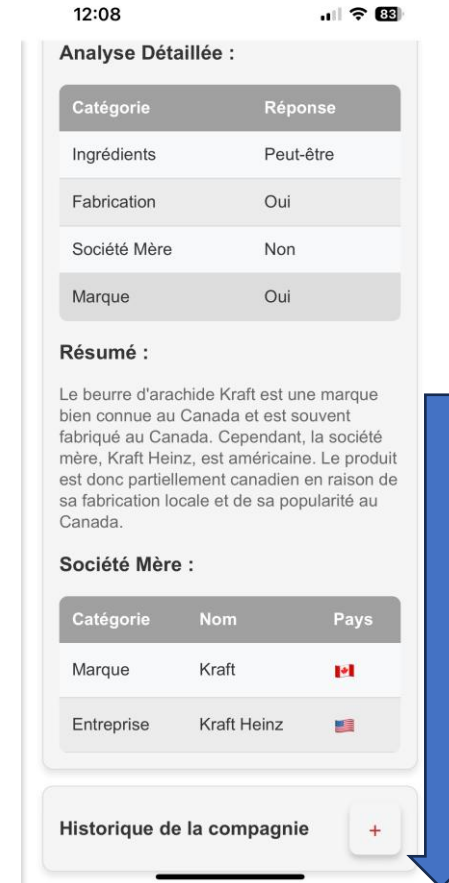 12:08
83
Analyse Détaillée :
Catégorie Réponse
Ingrédients Peut-être
Fabrication Oui
Société Mère Non
Marque Oui
Résumé :
Le beurre d'arachide Kraft est une marque
bien connue au Canada et est souvent
fabriqué au Canada. Cependant, la société
mère, Kraft Heinz, est américaine. Le produit
est donc partiellement canadien en raison de
sa fabrication locale et de sa popularité au
Canada.
Société Mère :
Catégorie Nom Pays
Marque Kraft
Entreprise Kraft Heinz
Historique de la compagnie +